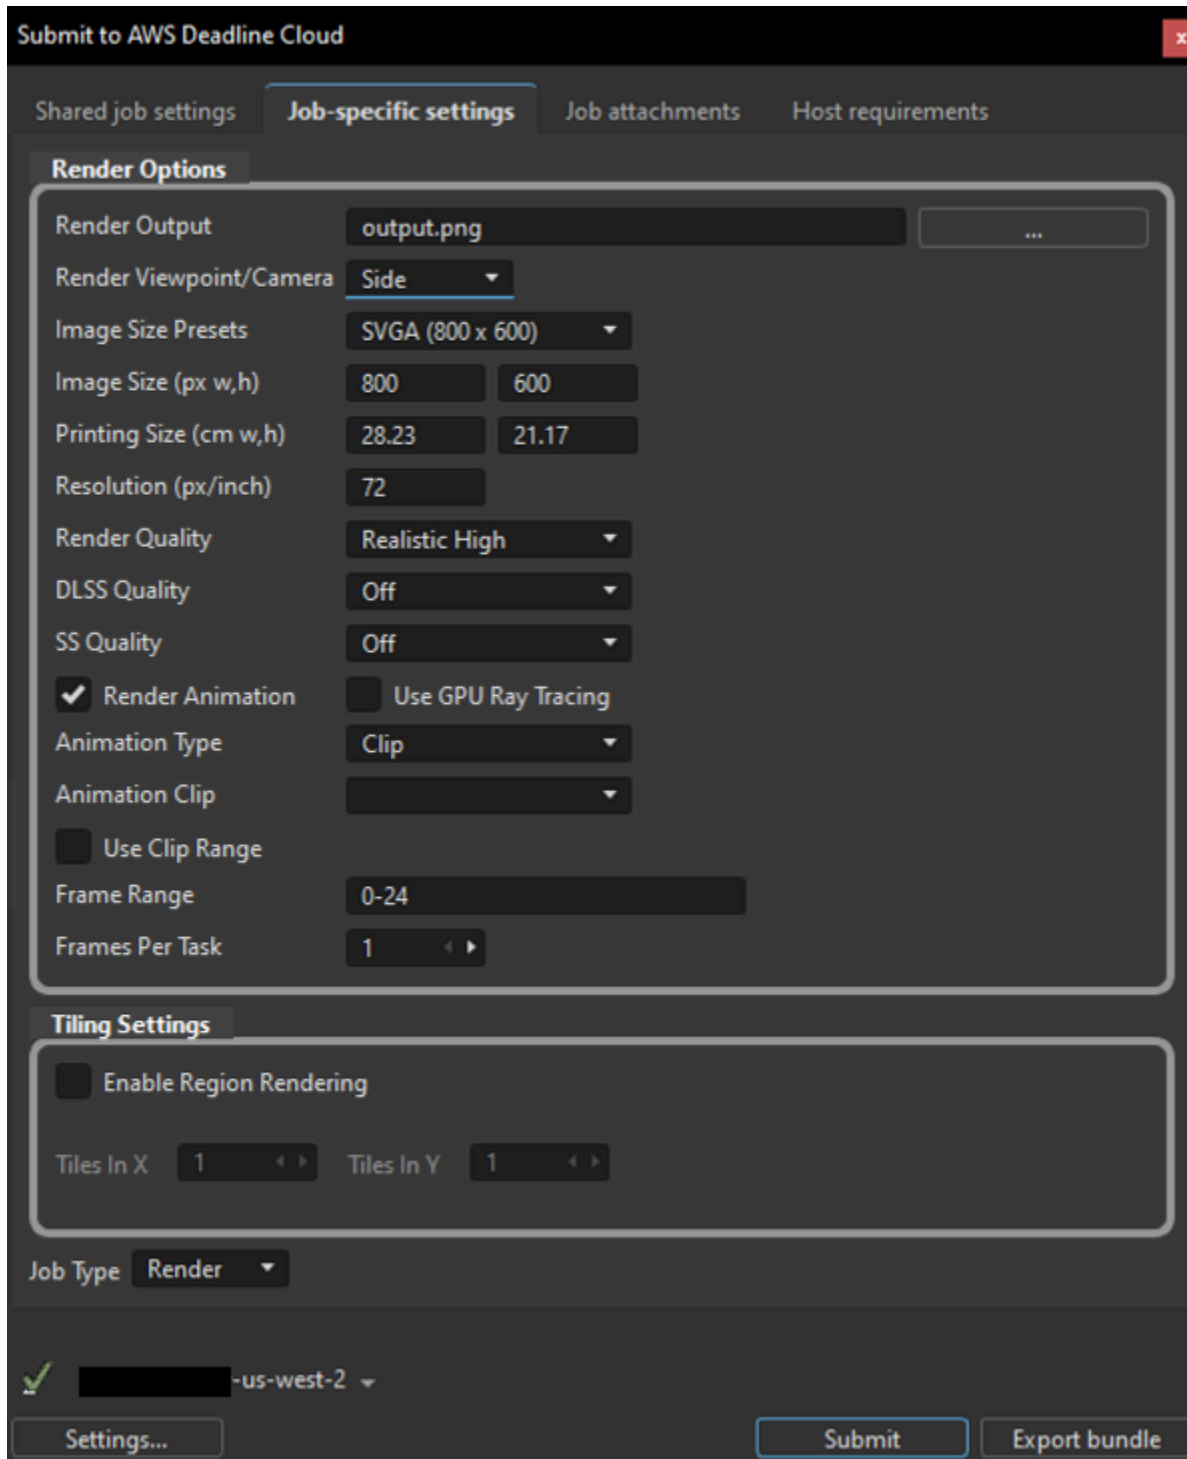 Submit to AWS Deadline Cloud x
Shared job settings Job-specific settings Job attachments Host requirements
Render Options
Render Output output.png ...
Render Viewpoint/Camera Side
Image Size Presets SVGA (800 x 600)
Image Size (px w,h) 800 600
Printing Size (cm w,h) 28.23 21.17
Resolution (px/inch) 72
Render Quality Realistic High
DLSS Quality Off
SS Quality Off
Render Animation Use GPU Ray Tracing
Animation Type Clip
Animation Clip
Use Clip Range
Frame Range 0-24
Frames Per Task 1
Tiling Settings
Enable Region Rendering
Tiles In X 1 Tiles In Y 1
Job Type Render
-us-west-2
Settings... Submit Export bundle